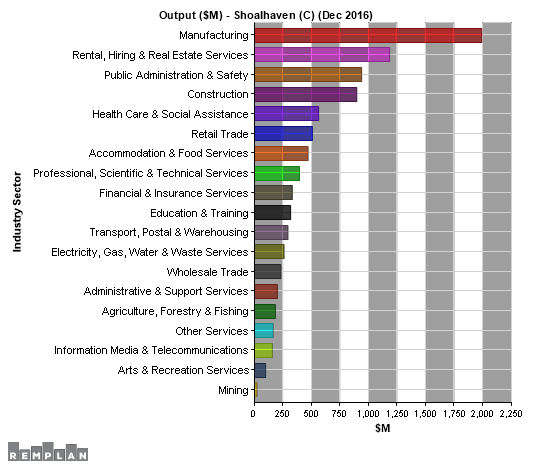 Output ($M) - Shoalhaven (C) (Dec 2016)
Industry Sector
Manufacturing
Rental, Hiring & Real Estate Services
Public Administration & Safety
Construction
Health Care & Social Assistance
Retail Trade
Accommodation & Food Services
Professional, Scientific & Technical Services
Financial & Insurance Services
Education & Training
Transport, Postal & Warehousing
Electricity, Gas, Water & Waste Services
Wholesale Trade
Administrative & Support Services
Agriculture, Forestry & Fishing
Other Services
Information Media & Telecommunications
Arts & Recreation Services
Mining
0 250 500 750 1,000 1,250 1,500 1,750 2,000 2,250
$M
REMPLAN